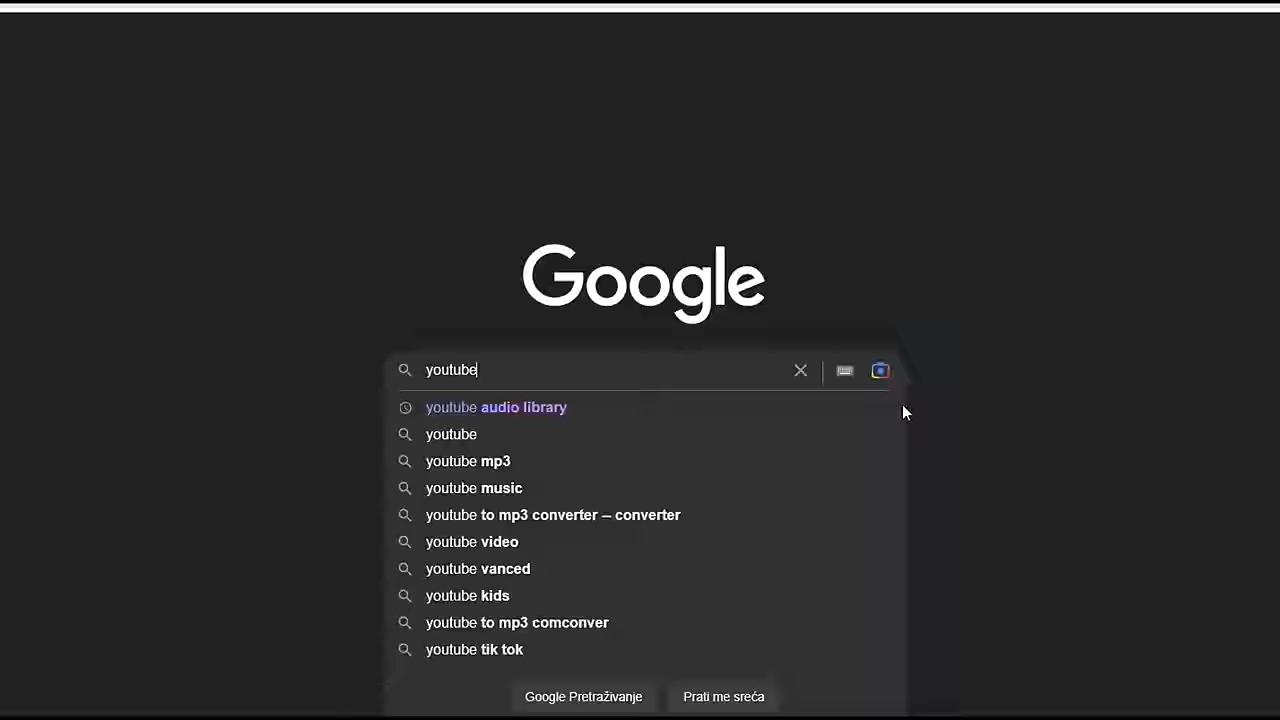 Google
youtube
youtube audio library
youtube
youtube mp3
youtube music
youtube to mp3 converter – converter
youtube video
youtube vanced
youtube kids
youtube to mp3 comconver
youtube tik tok
Google Pretraživanje
Prati me sreća